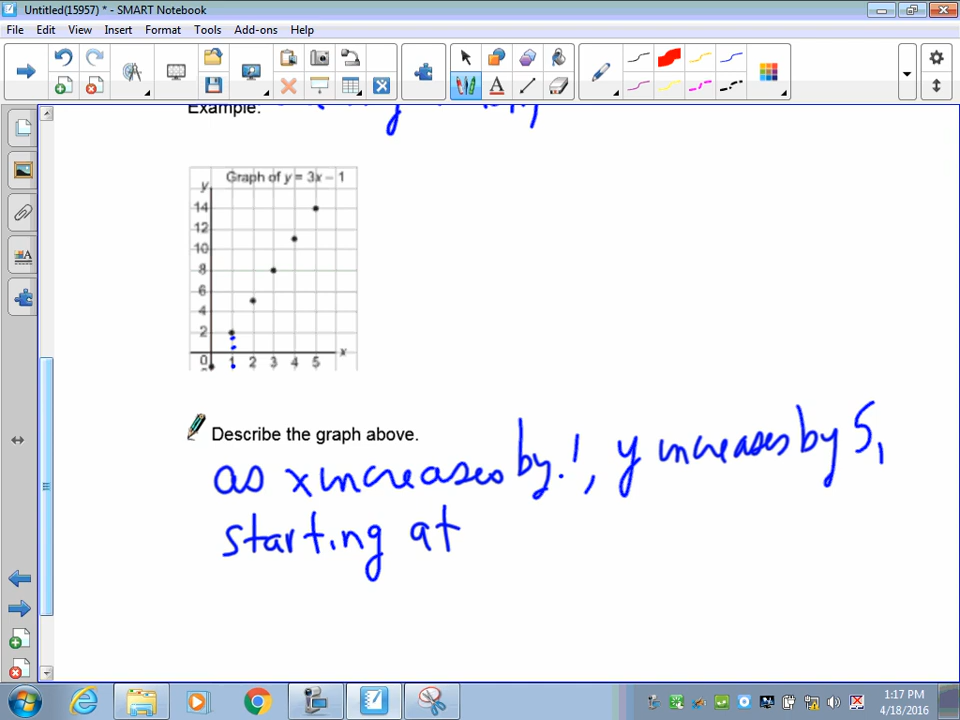 Untitled(15957) * - SMART Notebook
File Edit View Insert Format Tools Add-ons Help
Example:
Graph of y = 3x – 1
y
14
12
10
8
6
4
2
0 1 2 3 4 5 x
Describe the graph above.
as x increases by 1, y increases by 5,
starting at
1:17 PM
4/18/2016